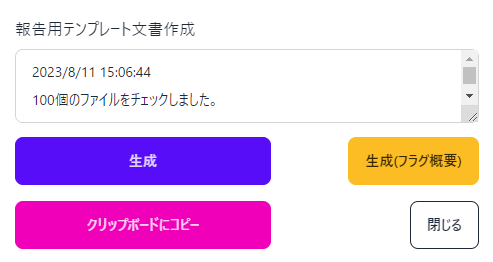 報告用テンプレート文書作成
2023/8/11 15:06:44
100個のファイルをチェックしました。
生成
生成(フラグ概要)
クリップボードにコピー
閉じる